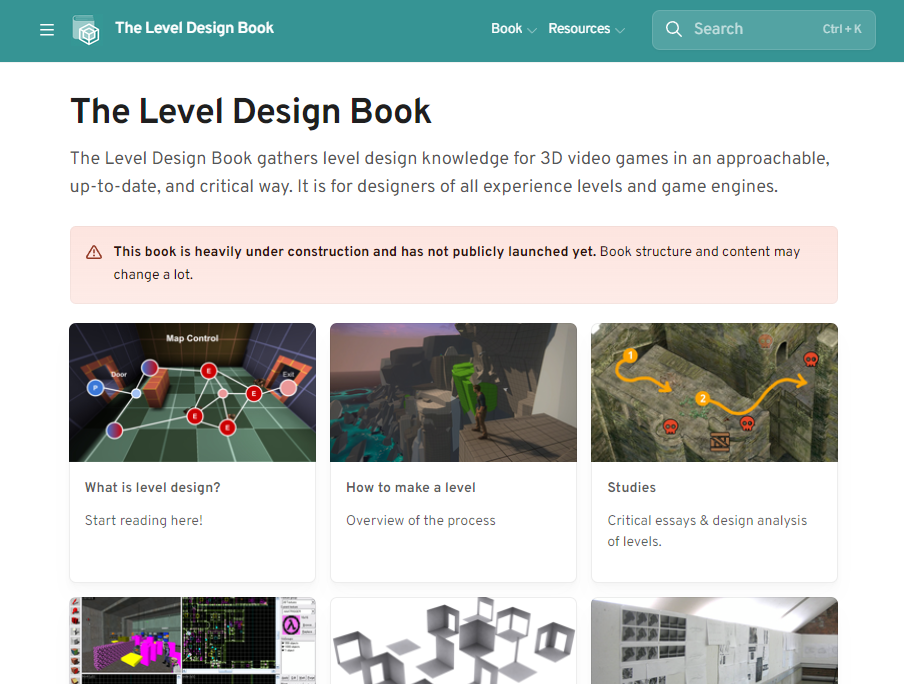 The Level Design Book
Book
Resources
Search
Ctrl + K
The Level Design Book
The Level Design Book gathers level design knowledge for 3D video games in an approachable,
up-to-date, and critical way. It is for designers of all experience levels and game engines.
This book is heavily under construction and has not publicly launched yet. Book structure and content may
change a lot.
Map Control
Door
Exit
P
E
E
E
E
1
2
What is level design?
Start reading here!
How to make a level
Overview of the process
Studies
Critical essays & design analysis
of levels.